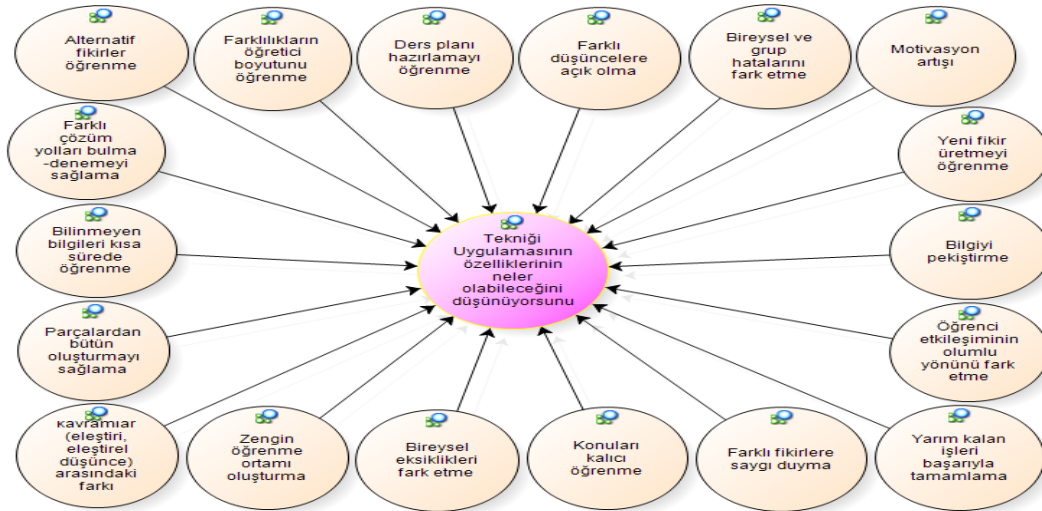 Alternatif
fikirler
öğrenme
Farklılıkların
öğretici
boyutunu
öğrenme
Ders planı
hazırlamayı
öğrenme
Farklı
düşüncelere
açık olma
Bireysel ve
grup
hatalarını
fark etme
Motivasyon
artışı
Farklı
çözüm
yolları bulma
-denemeyi
sağlama
Yeni fikir
üretmeyi
öğrenme
Bilinmeyen
bilgileri kısa
sürede
öğrenme
Tekniği
Uygulamasının
özelliklerinin
neler
olabileceğini
düşünüyorsunu
Bilgiyi
pekiştirme
Parçalardan
bütün
oluşturmayı
sağlama
Öğrenci
etkileşiminin
olumlu
yönünü fark
etme
Kavramlar
(eleştiri,
eleştirel
düşünce)
arasındaki
farkı
Zengin
öğrenme
ortamı
oluşturma
Bireysel
eksiklikleri
fark etme
Konuları
kalıcı
öğrenme
Farklı fikirlere
saygı duyma
Yarım kalan
işleri
başarıyla
tamamlama